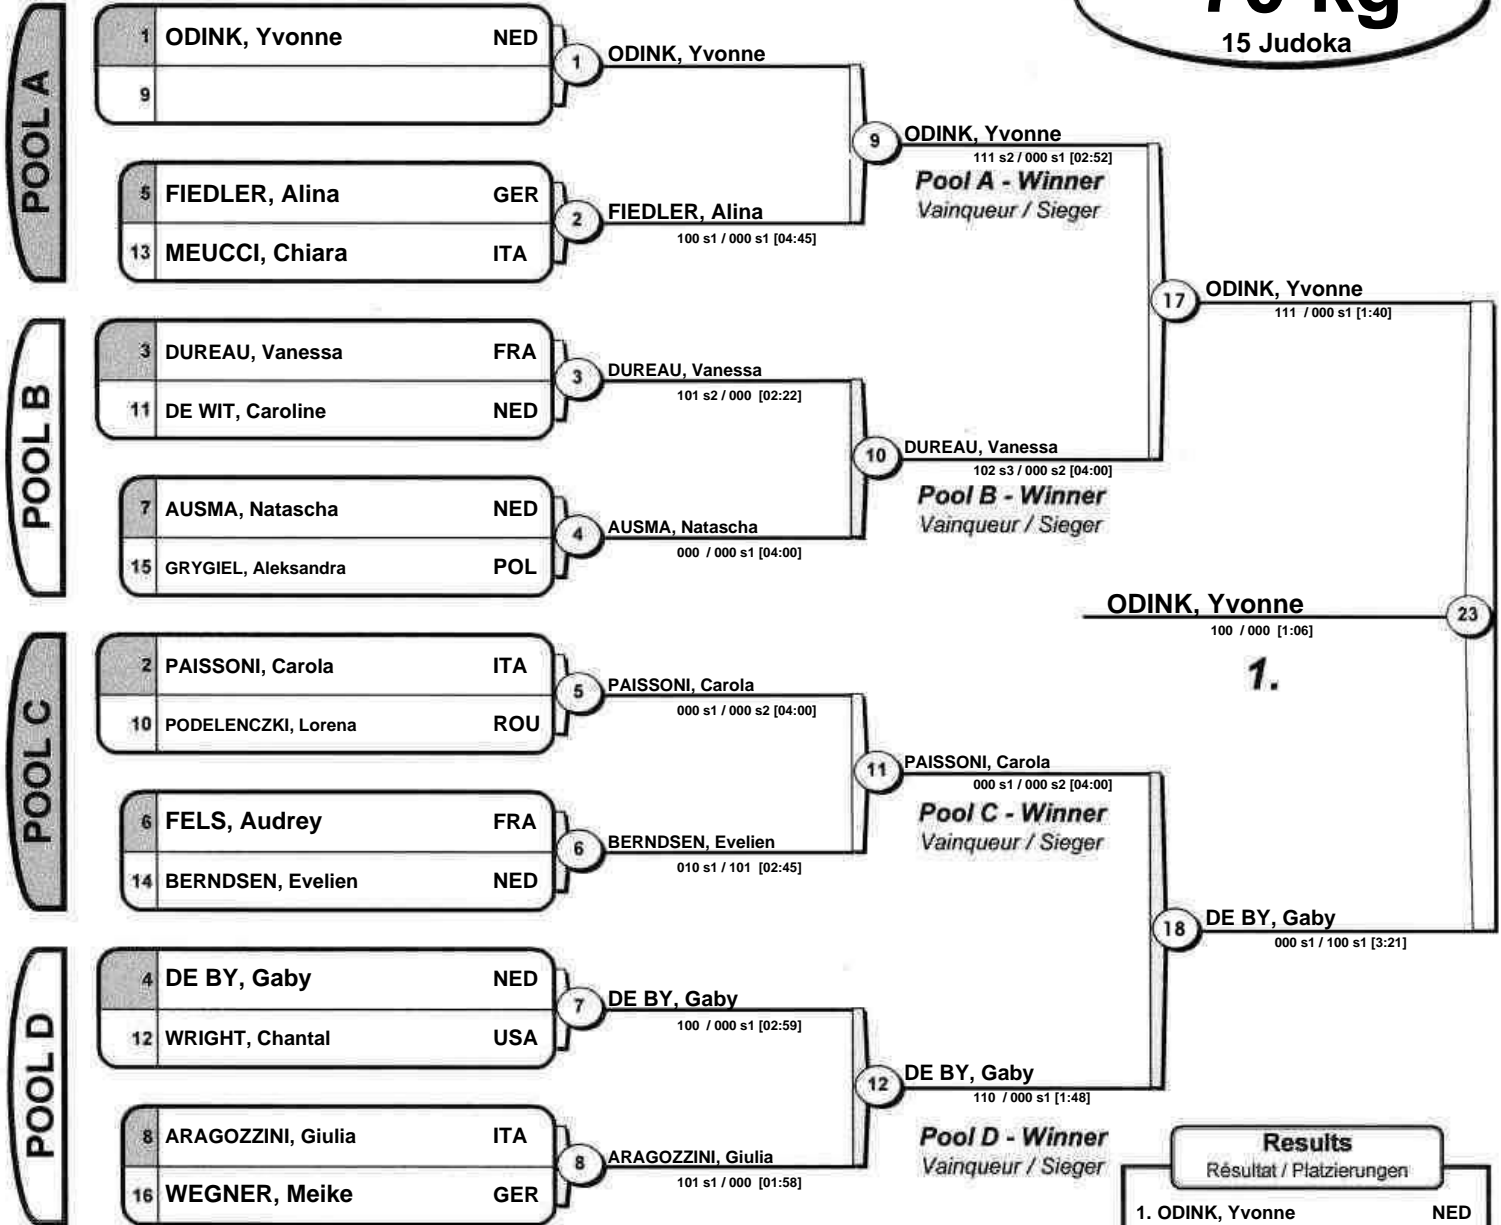 70 kg
15 Judoka
POOL A
1 ODINK, Yvonne NED
9
5 FIEDLER, Alina GER
13 MEUCCI, Chiara ITA
POOL B
3 DUREAU, Vanessa FRA
11 DE WIT, Caroline NED
7 AUSMA, Natascha NED
15 GRYGIEL, Aleksandra POL
POOL C
2 PAISSONI, Carola ITA
10 PODELENCZKI, Lorena ROU
6 FELS, Audrey FRA
14 BERNDSEN, Evelien NED
POOL D
4 DE BY, Gaby NED
12 WRIGHT, Chantal USA
8 ARAGOZZINI, Giulia ITA
16 WEGNER, Meike GER
1 ODINK, Yvonne
2 FIEDLER, Alina
100 s1 / 000 s1 [04:45]
3 DUREAU, Vanessa
101 s2 / 000 [02:22]
4 AUSMA, Natascha
000 / 000 s1 [04:00]
5 PAISSONI, Carola
000 s1 / 000 s2 [04:00]
6 BERNDSEN, Evelien
010 s1 / 101 [02:45]
7 DE BY, Gaby
100 / 000 s1 [02:59]
8 ARAGOZZINI, Giulia
101 s1 / 000 [01:58]
9 ODINK, Yvonne
111 s2 / 000 s1 [02:52]
Pool A - Winner
Vainqueur / Sieger
10 DUREAU, Vanessa
102 s3 / 000 s2 [04:00]
Pool B - Winner
Vainqueur / Sieger
11 PAISSONI, Carola
000 s1 / 000 s2 [04:00]
Pool C - Winner
Vainqueur / Sieger
12 DE BY, Gaby
110 / 000 s1 [1:48]
Pool D - Winner
Vainqueur / Sieger
17 ODINK, Yvonne
111 / 000 s1 [1:40]
18 DE BY, Gaby
000 s1 / 100 s1 [3:21]
ODINK, Yvonne 23
100 / 000 [1:06]
1.
Results
Résultat / Platzierungen
1. ODINK, Yvonne NED